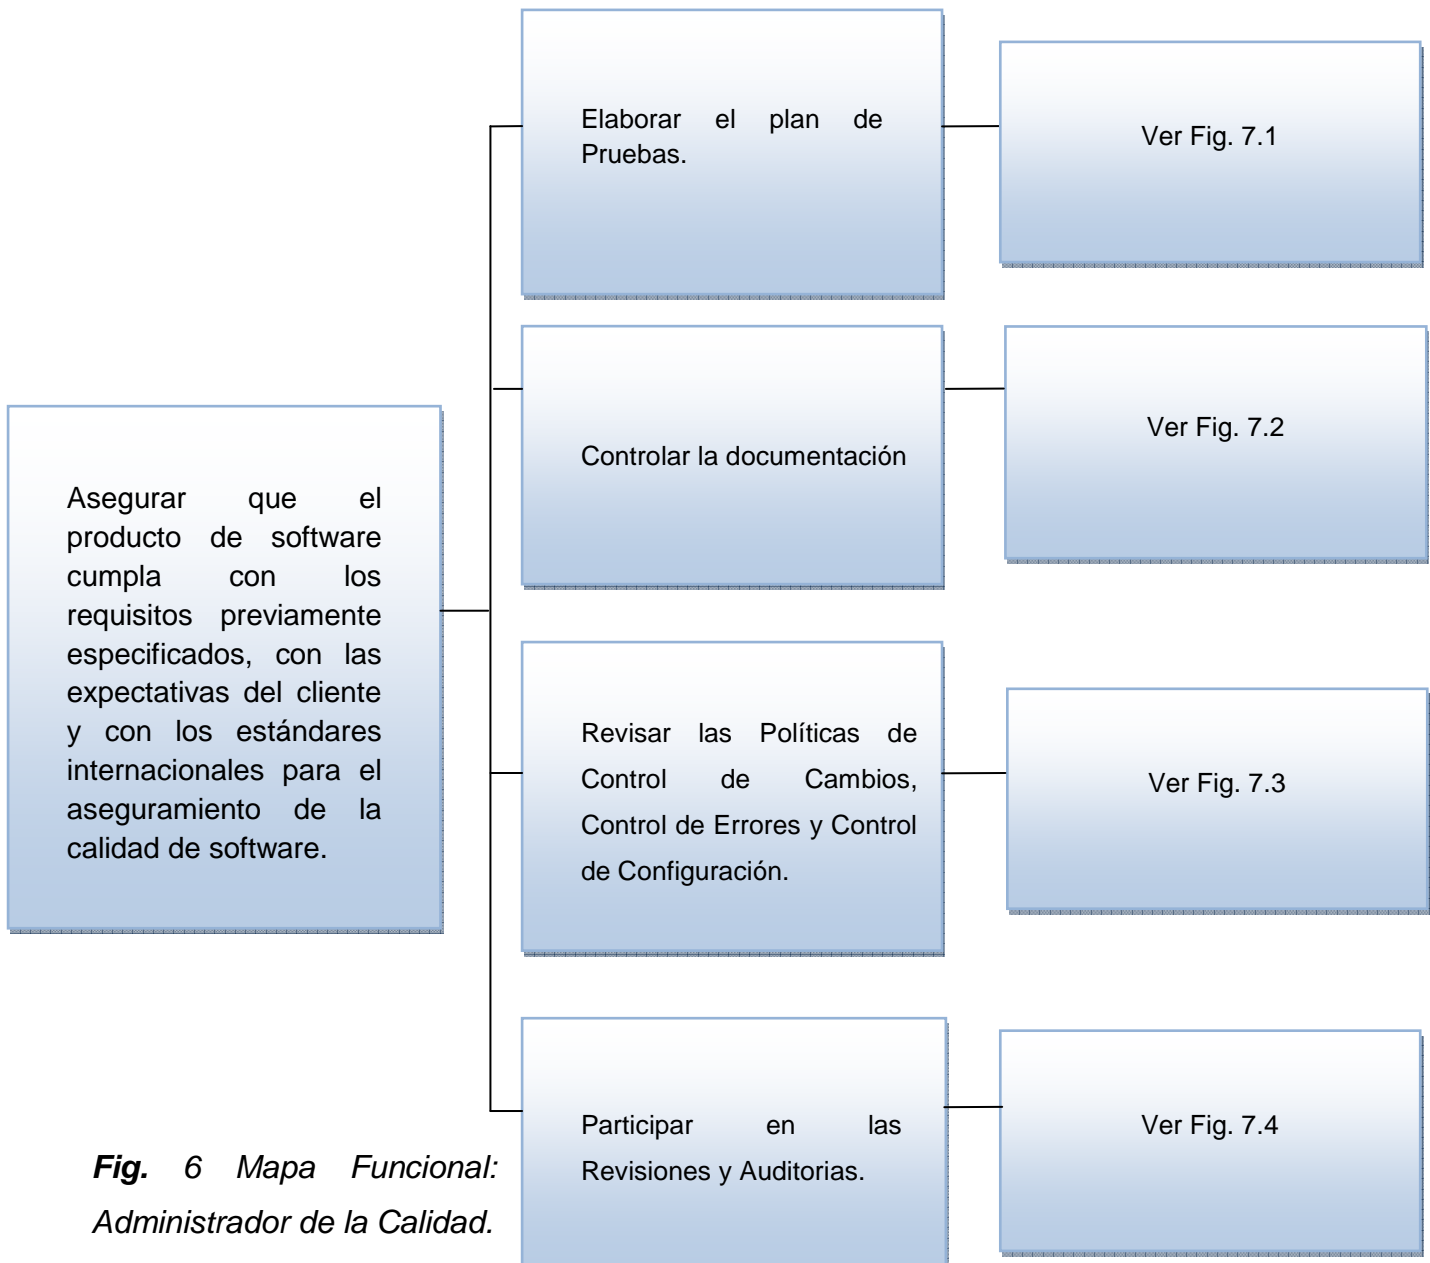 Elaborar el plan de
Pruebas.
Ver Fig. 7.1
Controlar la documentación
Ver Fig. 7.2
Asegurar que el
producto de software
cumpla con los
requisitos previamente
especificados, con las
expectativas del cliente
y con los estándares
internacionales para el
aseguramiento de la
calidad de software.
Revisar las Políticas de
Control de Cambios,
Control de Errores y Control
de Configuración.
Ver Fig. 7.3
Participar en las
Revisiones y Auditorias.
Ver Fig. 7.4
Fig. 6 Mapa Funcional:
Administrador de la Calidad.